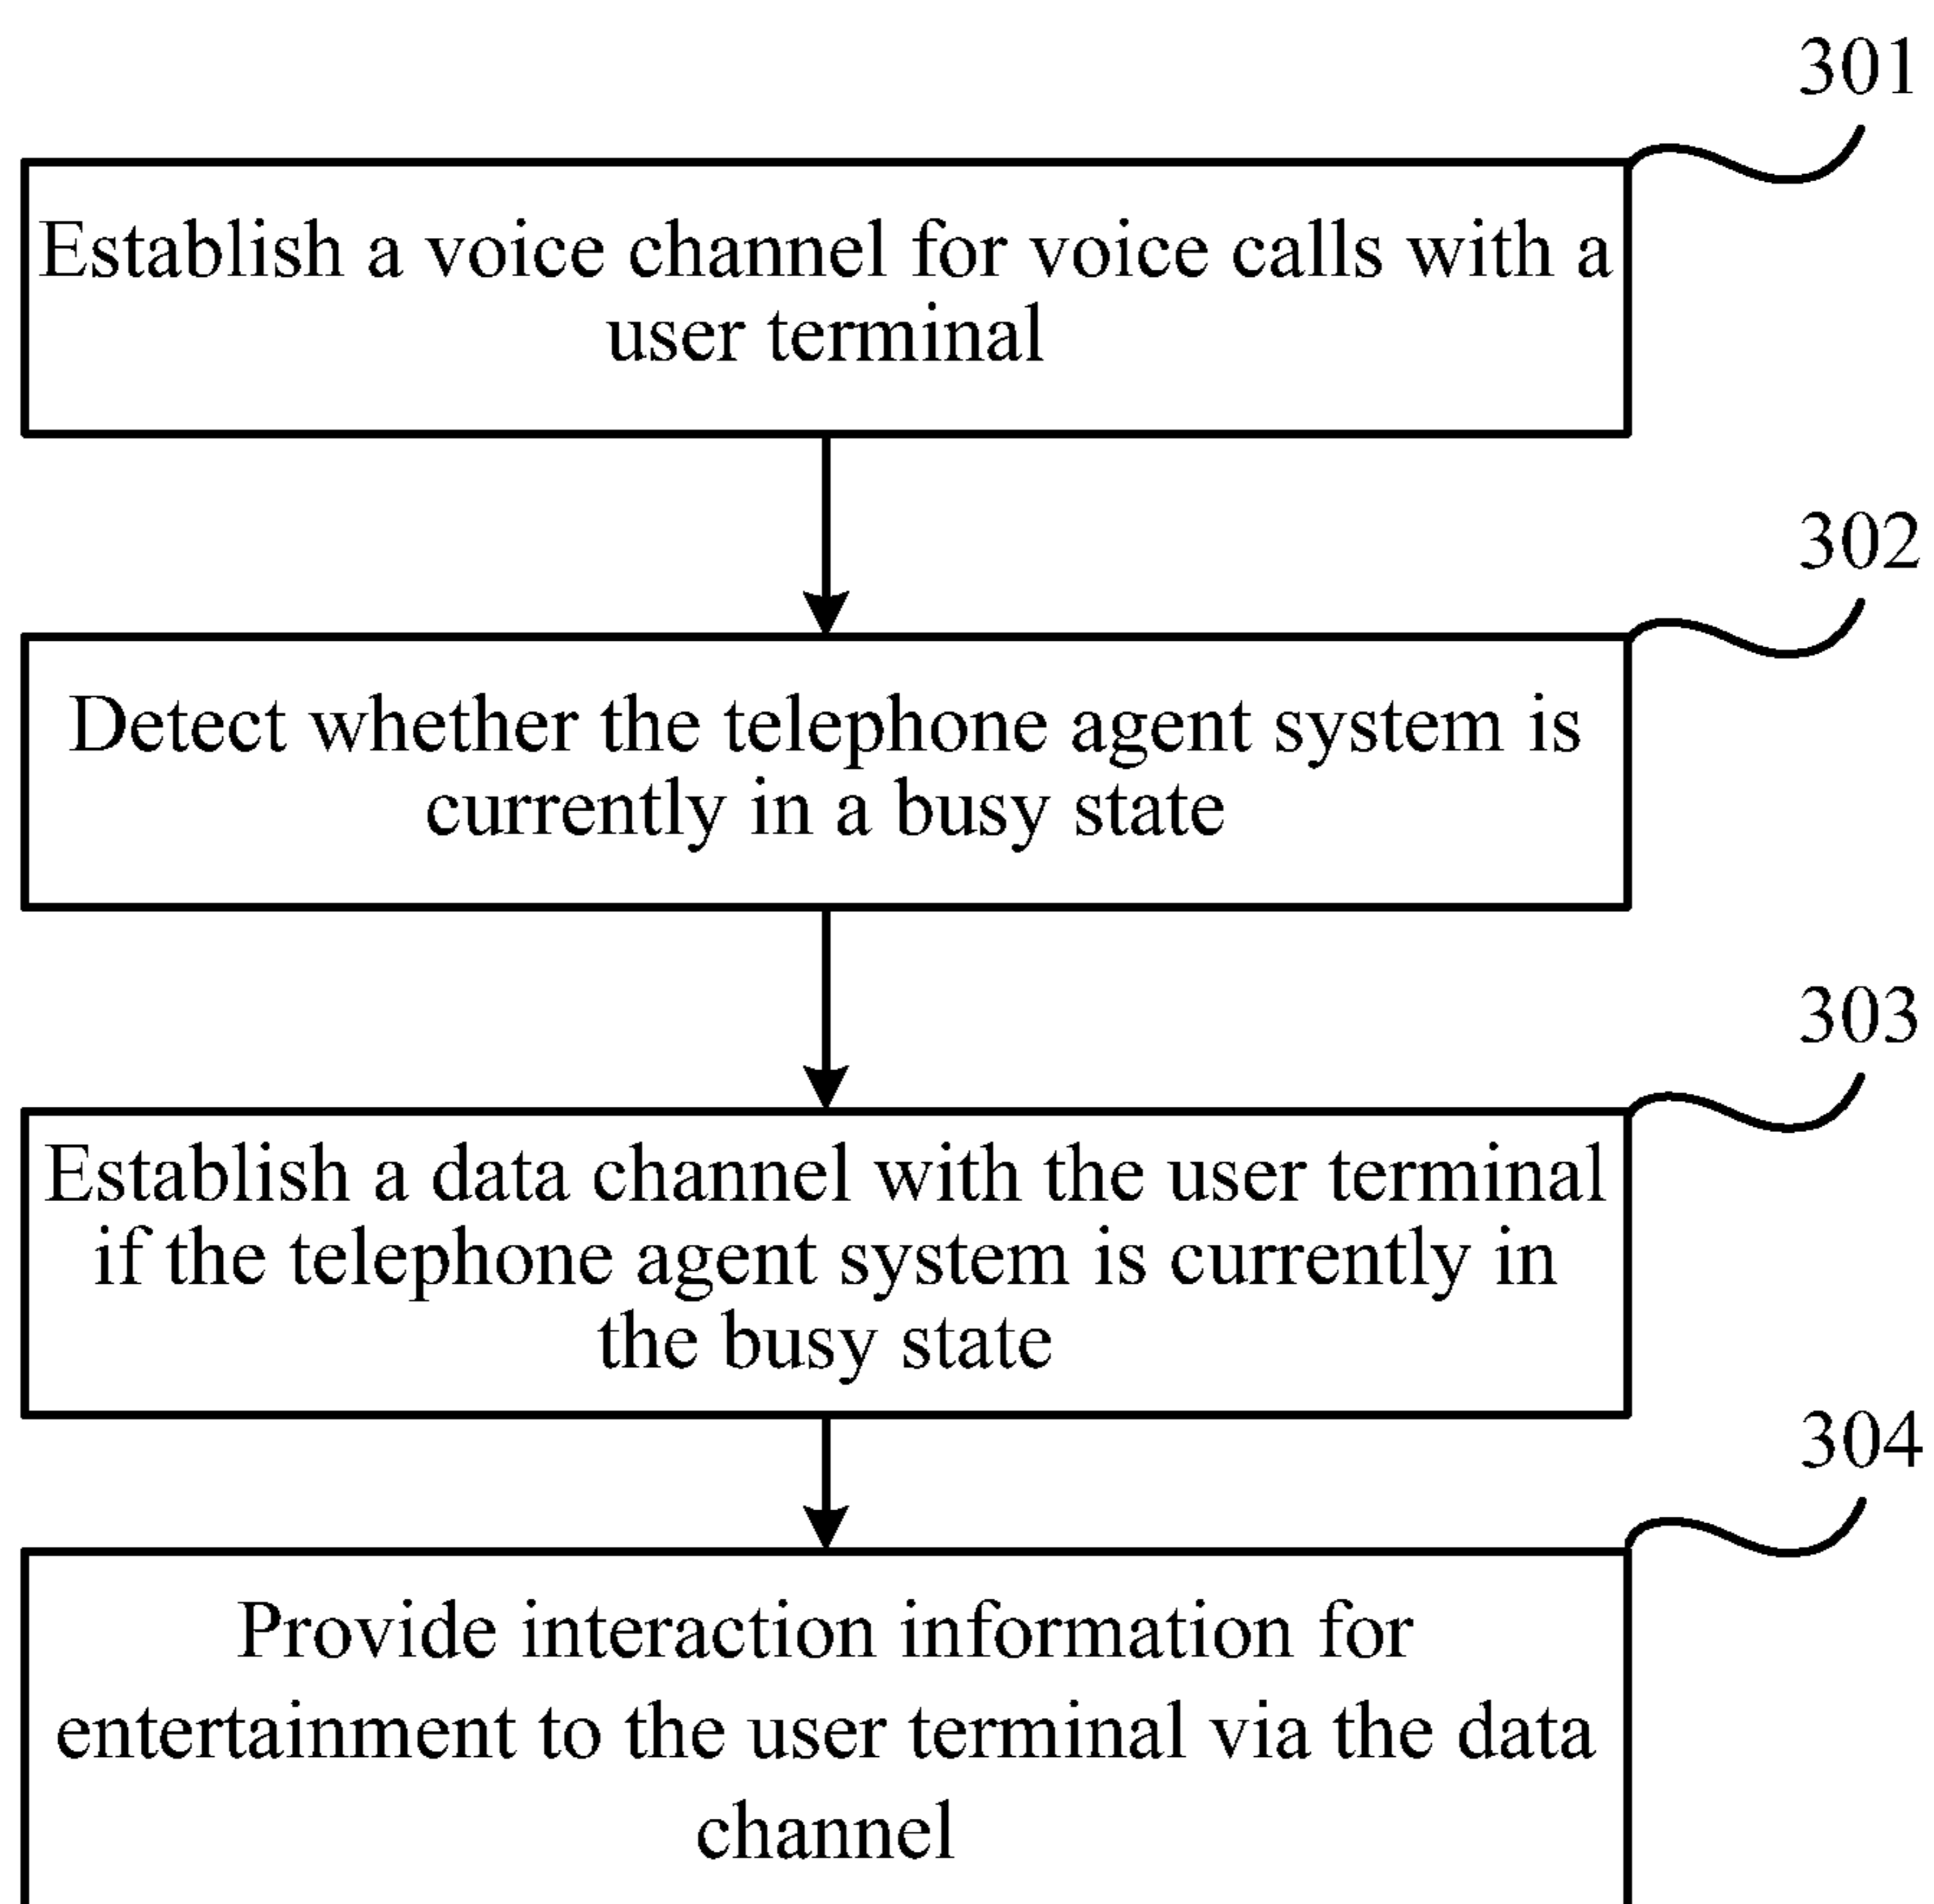 301
Establish a voice channel for voice calls with a
user terminal
302
Detect whether the telephone agent system is
currently in a busy state
303
Establish a data channel with the user terminal
if the telephone agent system is currently in
the busy state
304
Provide interaction information for
entertainment to the user terminal via the data
channel